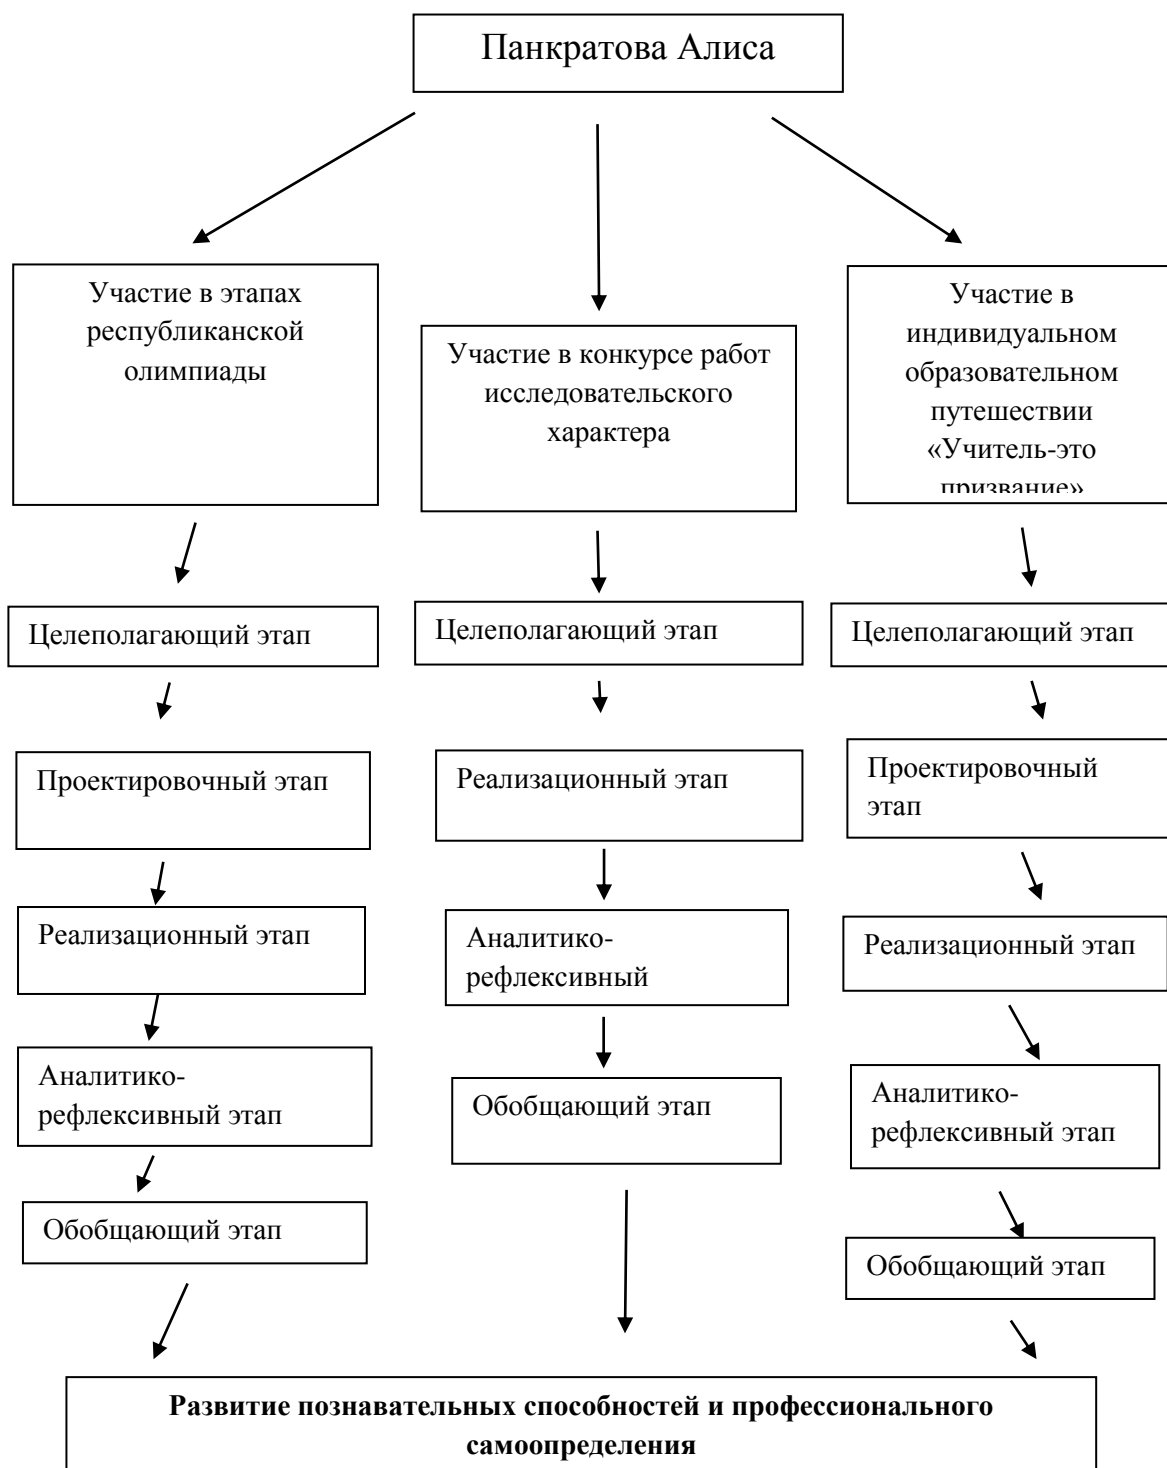 Панкратова Алиса
Участие в этапах
республиканской
олимпиады
Участие в конкурсе работ
исследовательского
характера
Участие в
индивидуальном
образовательном
путешествии
«Учитель-это
призвание»
Целеполагающий этап
Целеполагающий этап
Целеполагающий этап
Проектировочный этап
Реализационный этап
Проектировочный
этап
Реализационный этап
Аналитико-
рефлексивный
Реализационный этап
Аналитико-
рефлексивный этап
Обобщающий этап
Аналитико-
рефлексивный этап
Обобщающий этап
Обобщающий этап
Развитие познавательных способностей и профессионального
самоопределения